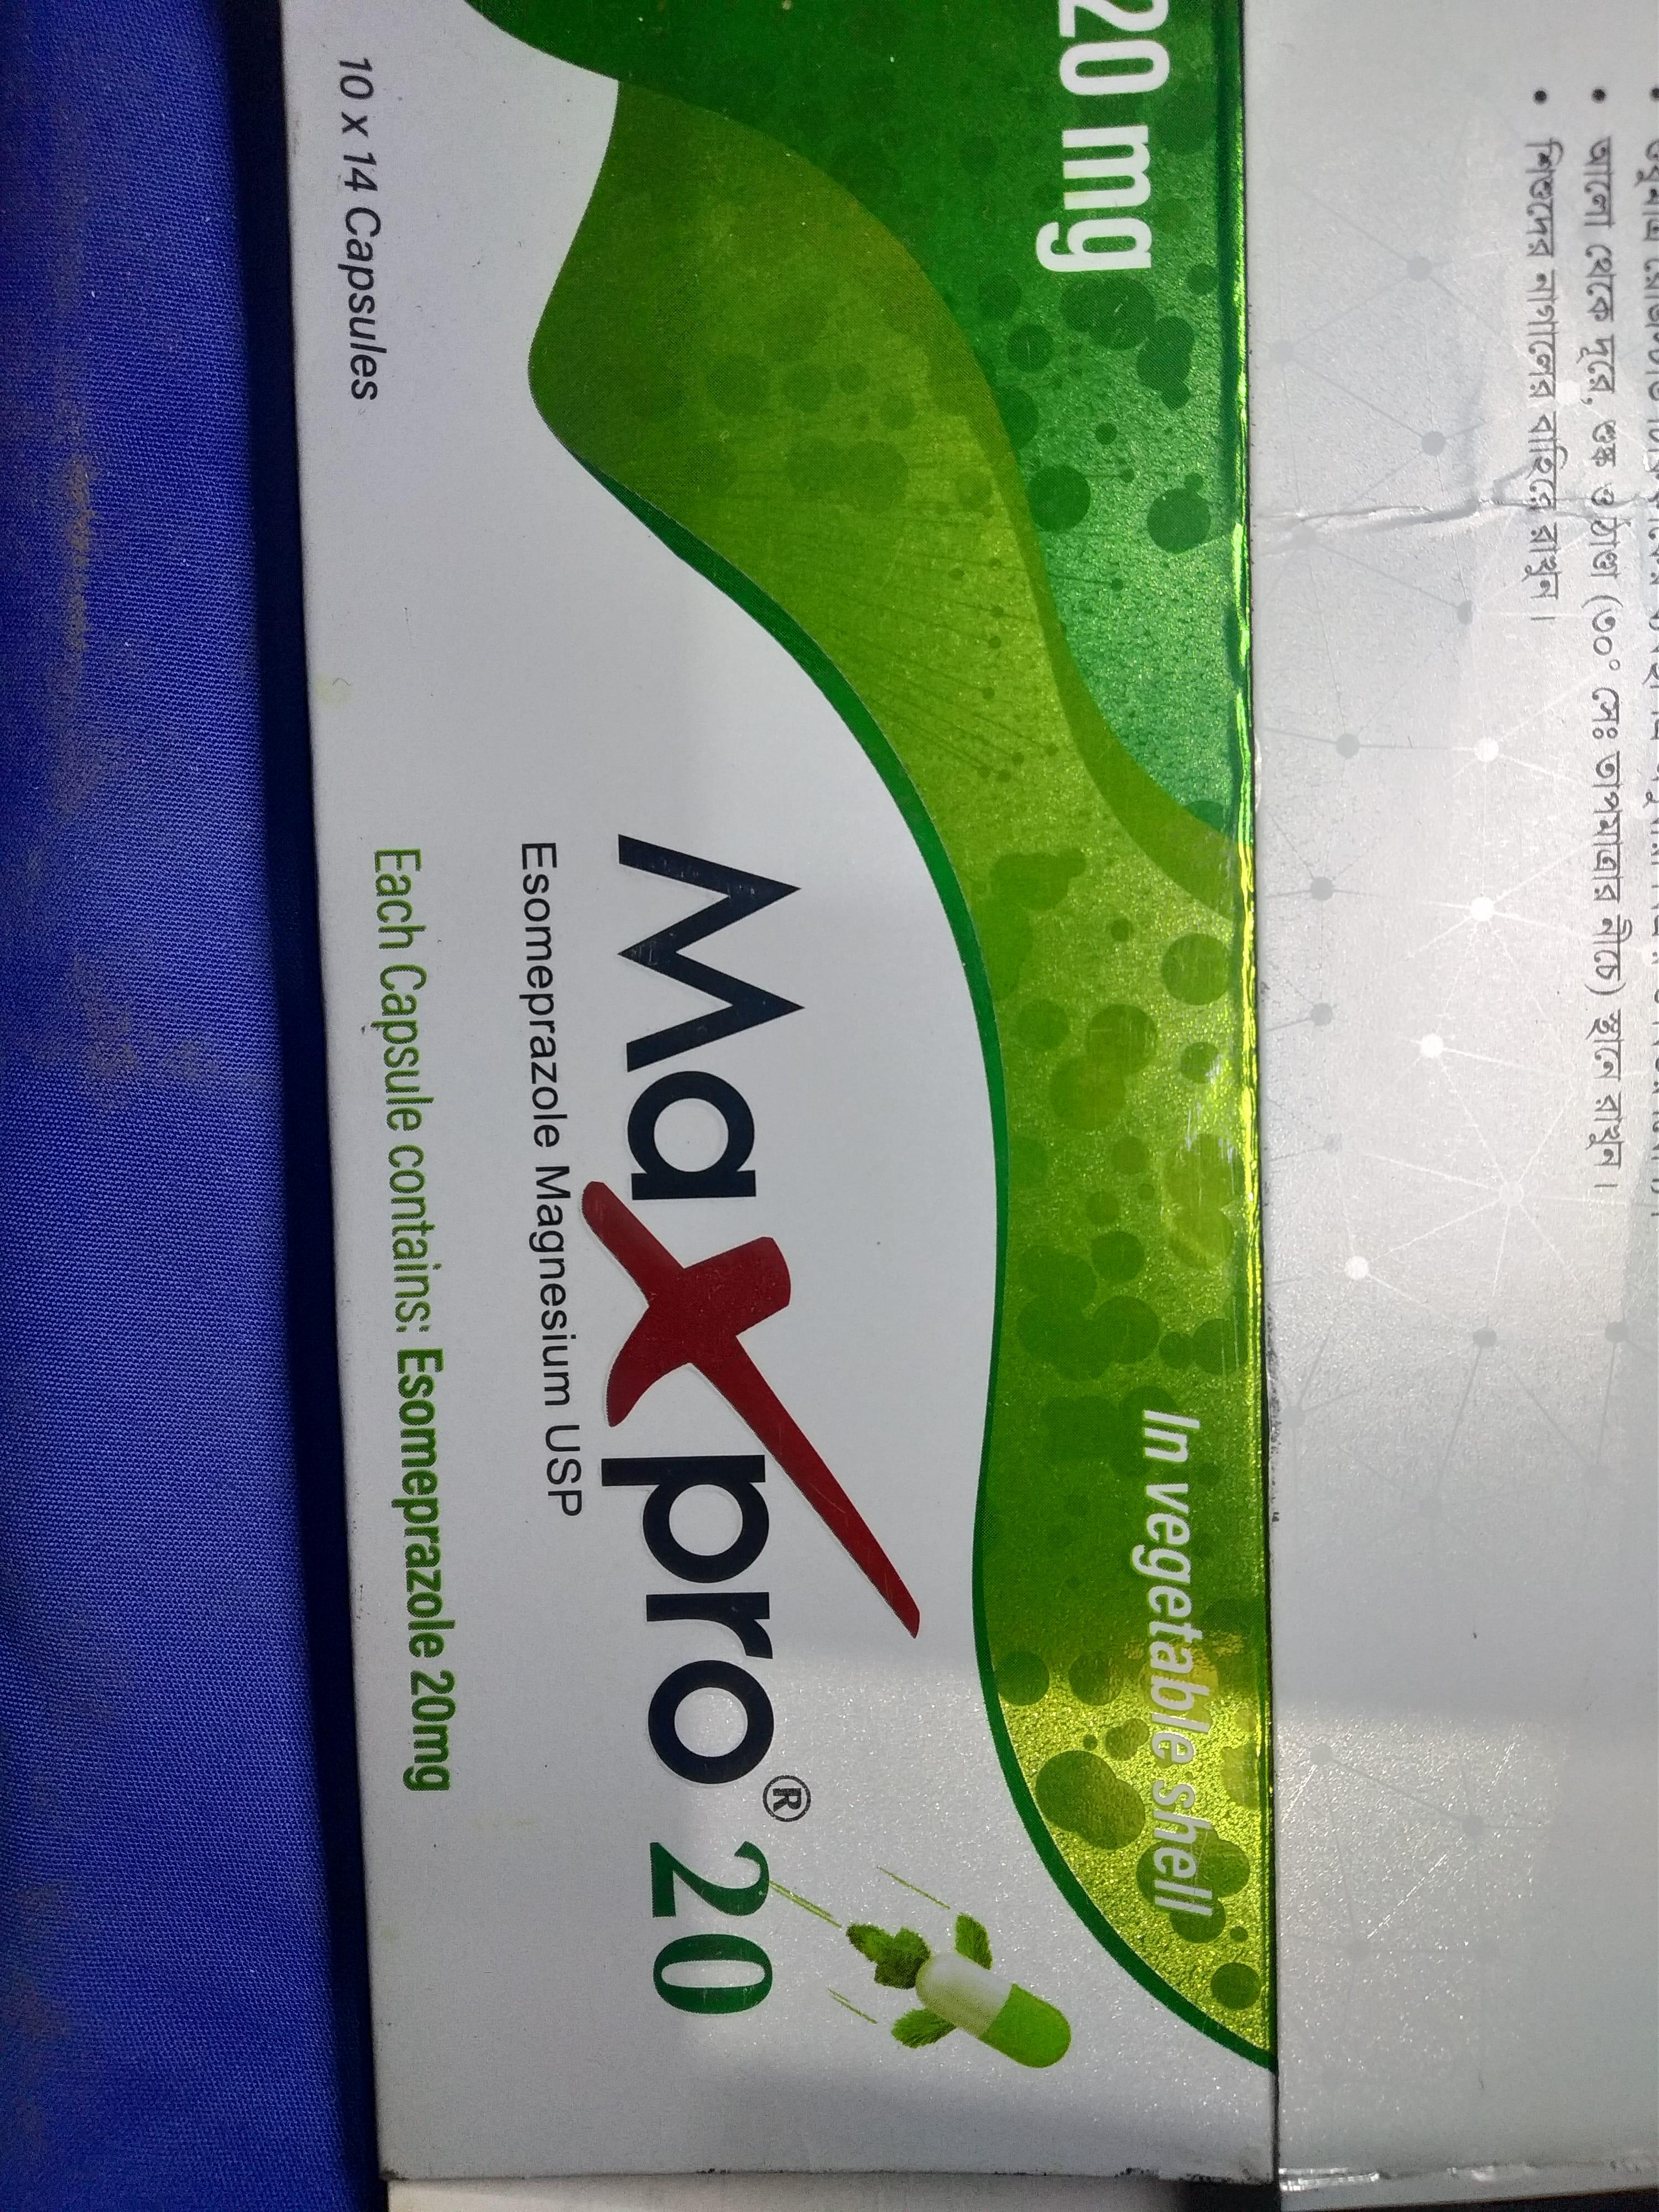 • আলো থেকে দূরে, শুষ্ক ও ঠাণ্ডা (৩০° সেঃ তাপমাত্রার নীচে) স্থানে রাখুন।
• শিশুদের নাগালের বাহিরে রাখুন।
20 mg
In vegetable shell
Maxpro® 20
Esomeprazole Magnesium USP
Each Capsule contains: Esomeprazole 20mg
10 x 14 Capsules